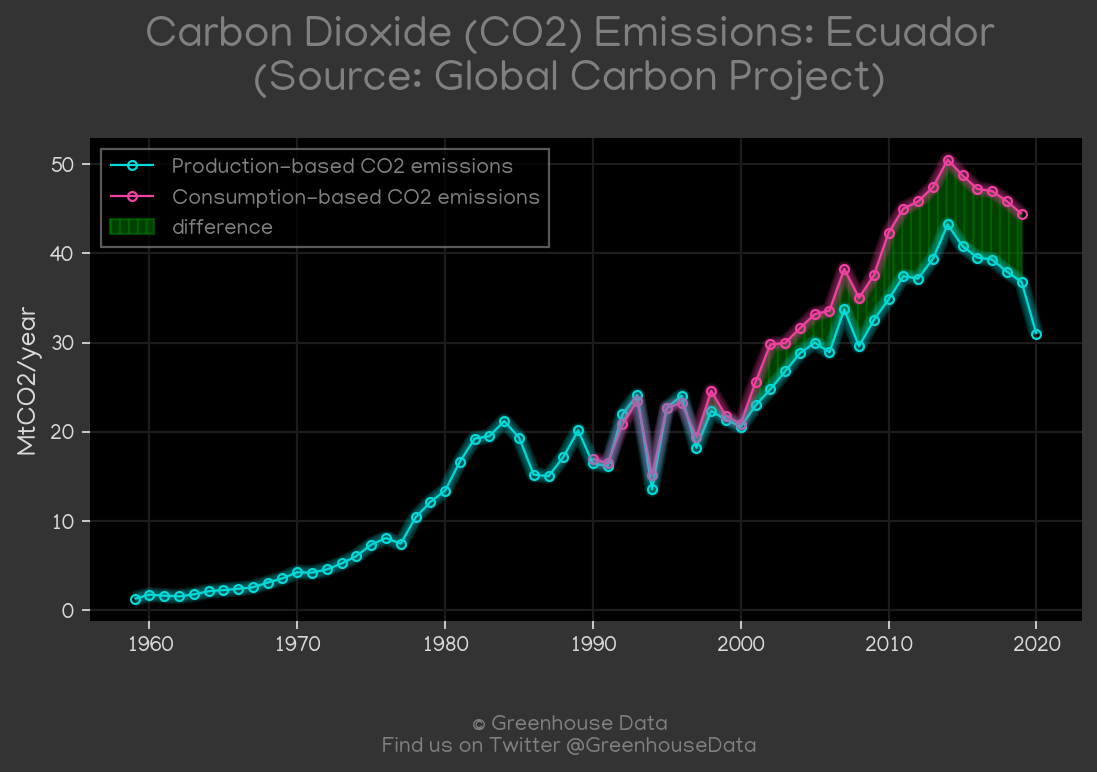 Carbon Dioxide (CO2) Emissions: Ecuador
(Source: Global Carbon Project)
Production-based CO2 emissions
Consumption-based CO2 emissions
difference
MtCO2/year
50
40
30
20
10
0
1960 1970 1980 1990 2000 2010 2020
© Greenhouse Data
Find us on Twitter @GreenhouseData